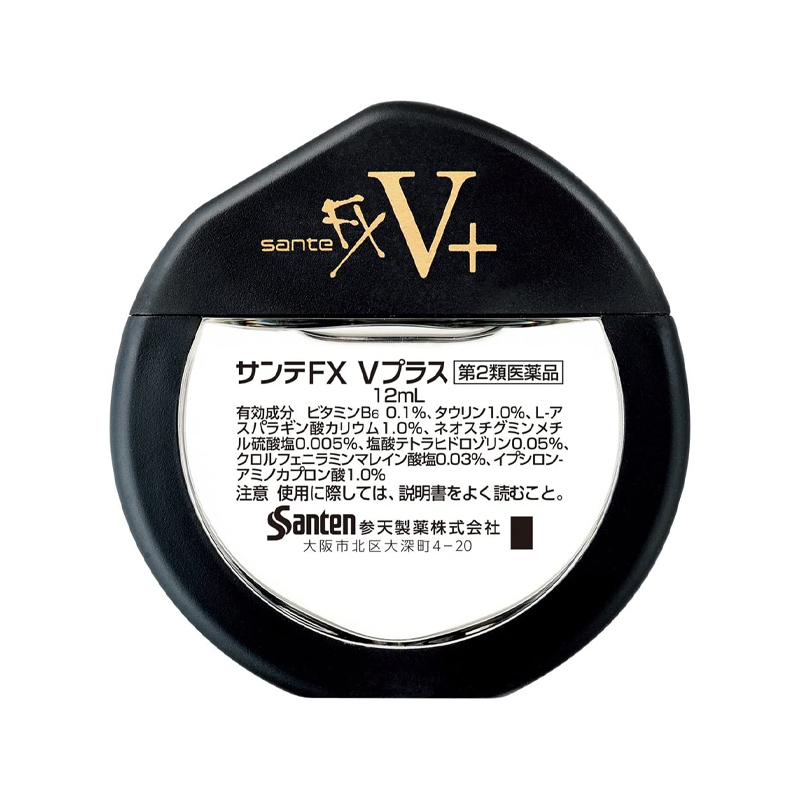 sante FX V+
サンテFX Vプラス 第2類医薬品
12mL
有効成分 ビタミンB₆ 0.1%、タウリン1.0%、L-ア
スパラギン酸カリウム1.0%、ネオスチグミンメチ
ル硫酸塩0.005%、塩酸テトラヒドロゾリン0.05%、
クロルフェニラミンマレイン酸塩0.03%、イプシロン-
アミノカプロン酸1.0%
注意 使用に際しては、説明書をよく読むこと。
Santen 参天製薬株式会社
大阪市北区大深町4-20